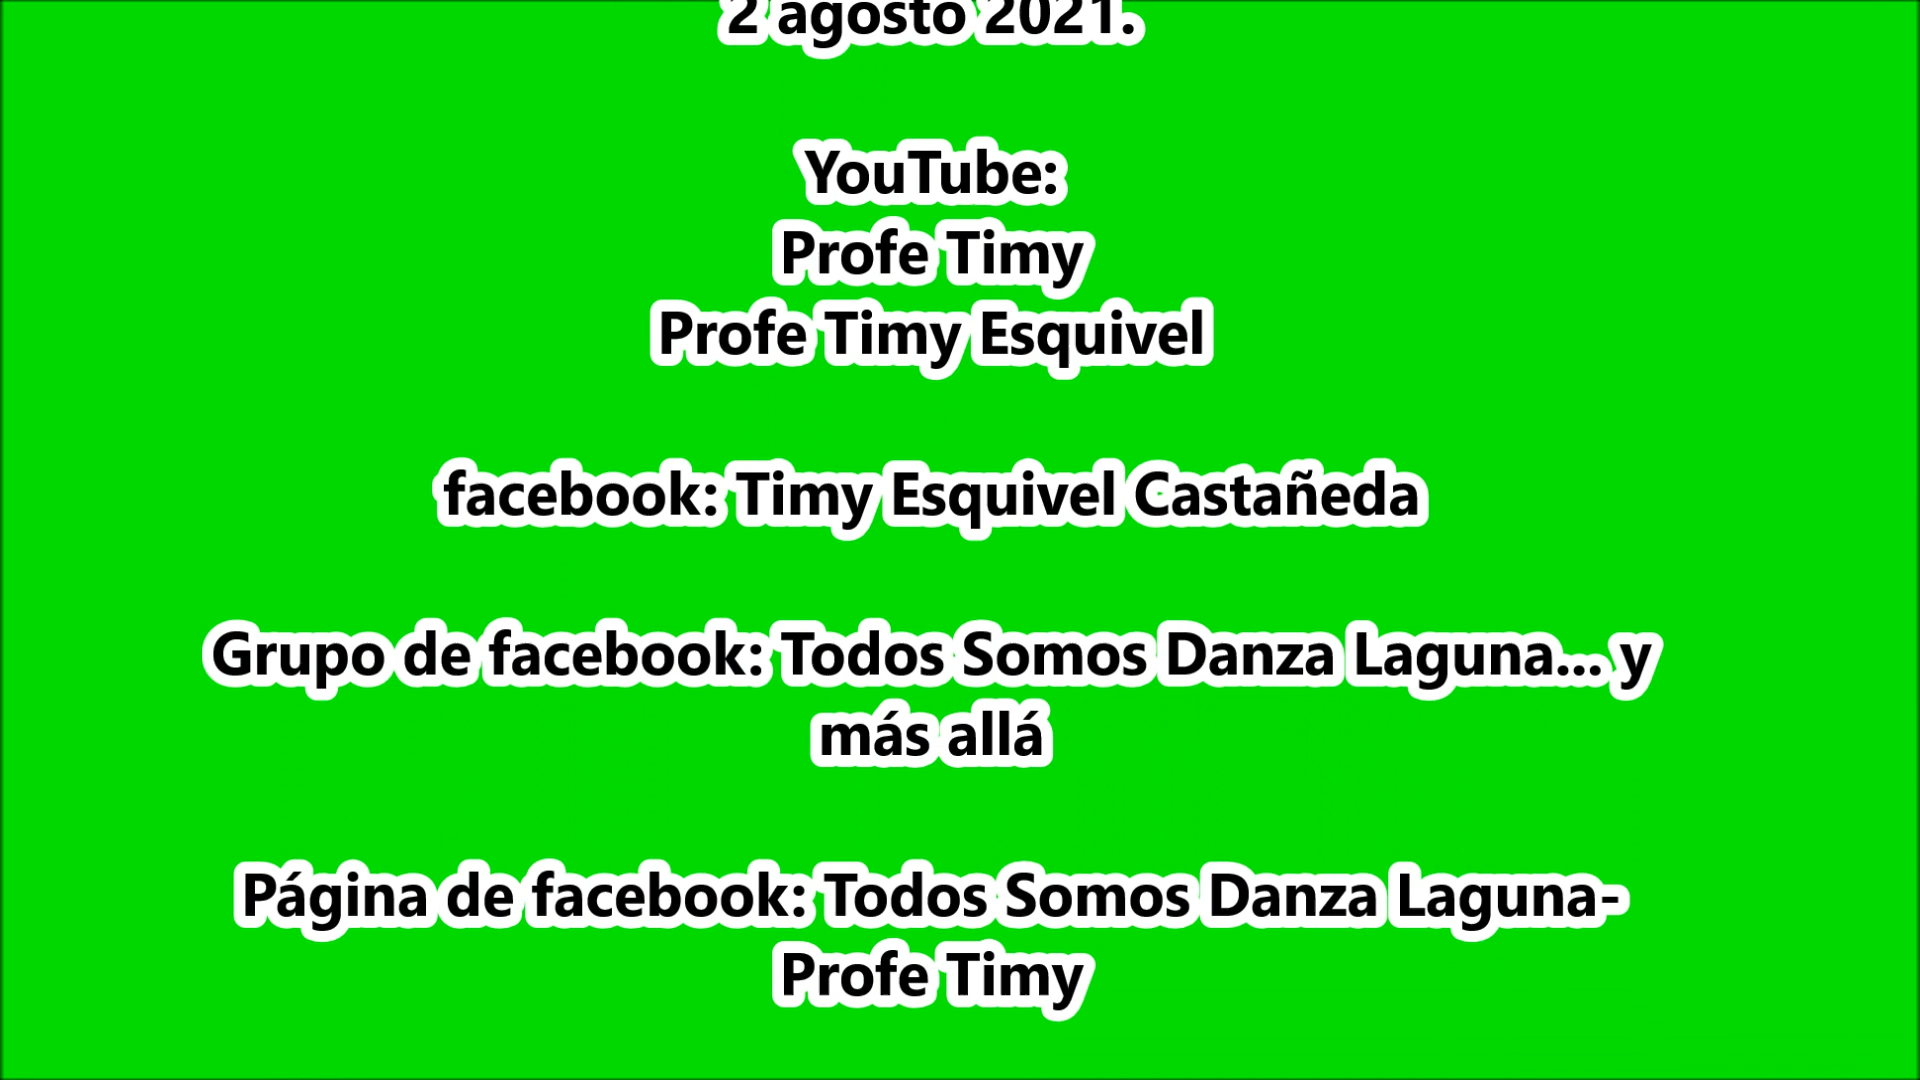 2 agosto 2021.
YouTube:
Profe Timy
Profe Timy Esquivel
facebook: Timy Esquivel Castañeda
Grupo de facebook: Todos Somos Danza Laguna... y
más allá
Página de facebook: Todos Somos Danza Laguna-
Profe Timy